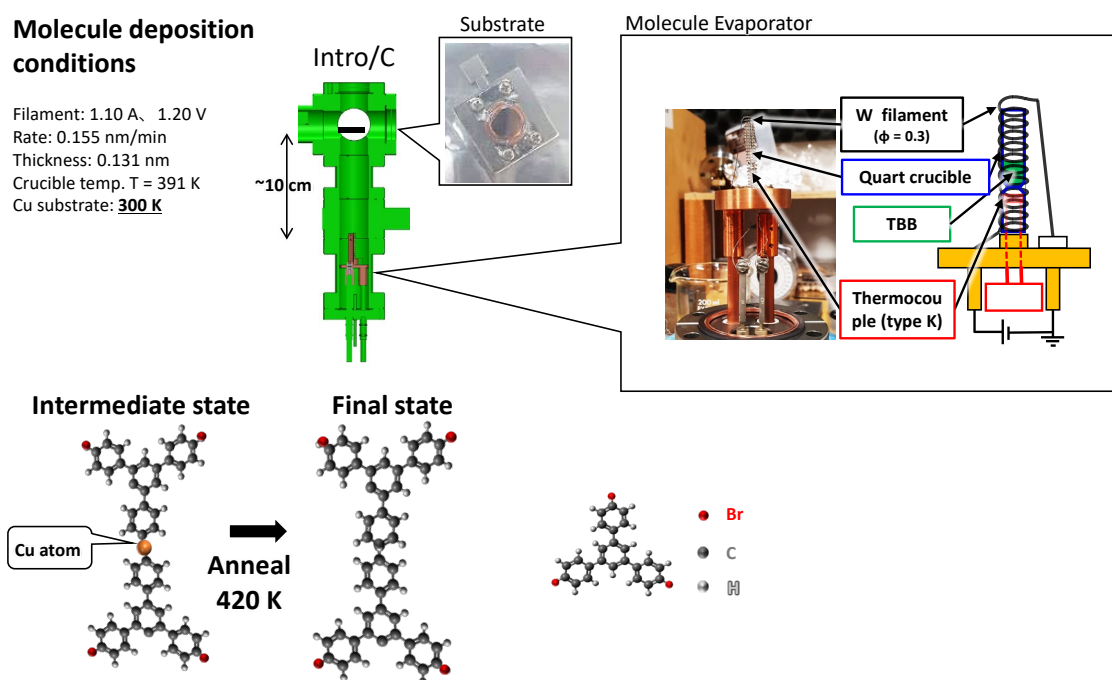 Molecule deposition
conditions
Filament: 1.10 A、 1.20 V
Rate: 0.155 nm/min
Thickness: 0.131 nm
Crucible temp. T = 391 K
Cu substrate: 300 K
Intro/C
~10 cm
Substrate
Molecule Evaporator
W filament
(ϕ = 0.3)
Quart crucible
TBB
Thermocou
ple (type K)
Intermediate state
Final state
Cu atom
Anneal
420 K
Br
C
H